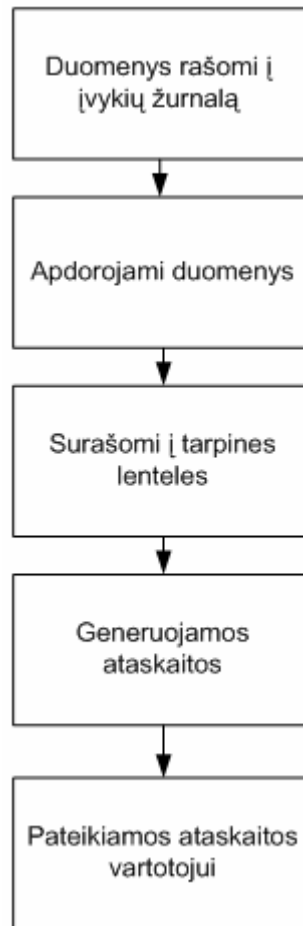 Duomenys rašomi į
įvykių žurnalą
Apdorojami duomenys
Surašomi į tarpines
lenteles
Generuojamos
ataskaitos
Pateikiamos ataskaitos
vartotojui